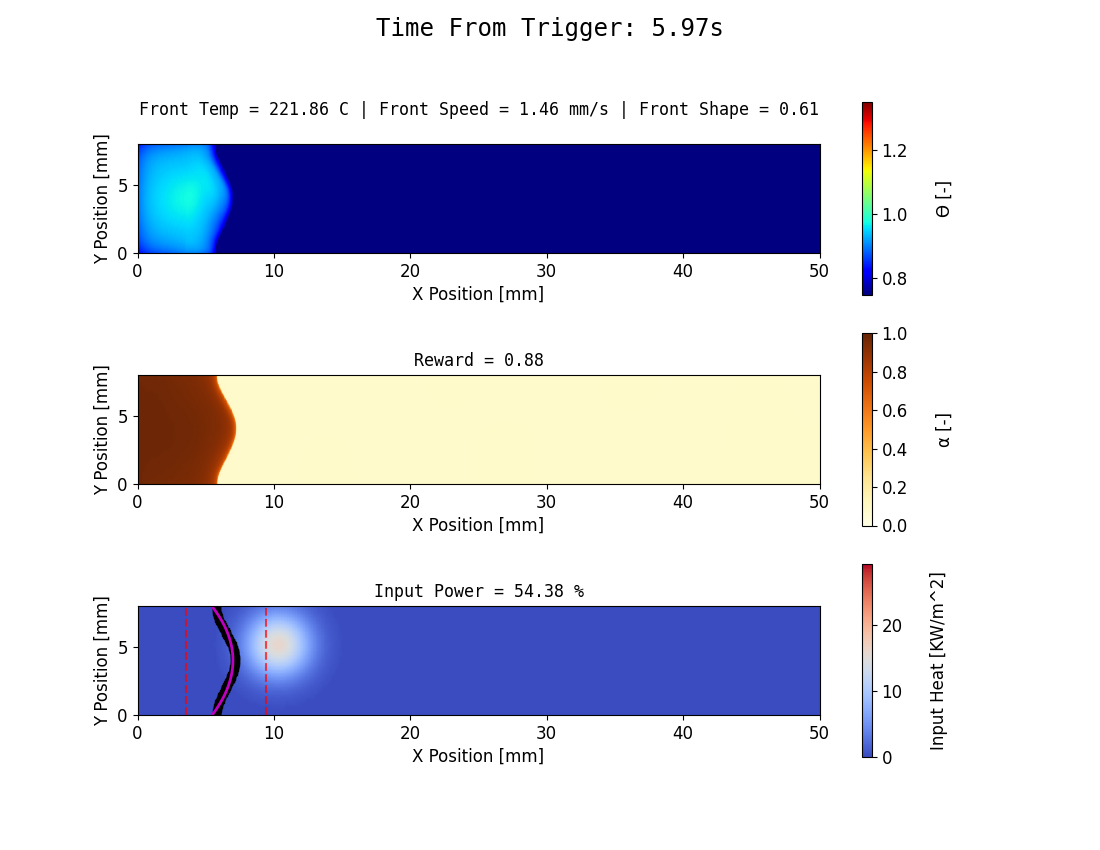 Time From Trigger: 5.97s
Front Temp = 221.86 C | Front Speed = 1.46 mm/s | Front Shape = 0.61
Y Position [mm]
5
0
0 10 20 30 40 50
X Position [mm]
1.2
1.0
0.8
Θ [-]
Reward = 0.88
Y Position [mm]
5
0
0 10 20 30 40 50
X Position [mm]
1.0
0.8
0.6
0.4
0.2
0.0
α [-]
Input Power = 54.38 %
Y Position [mm]
5
0
0 10 20 30 40 50
X Position [mm]
20
10
0
Input Heat [KW/m^2]